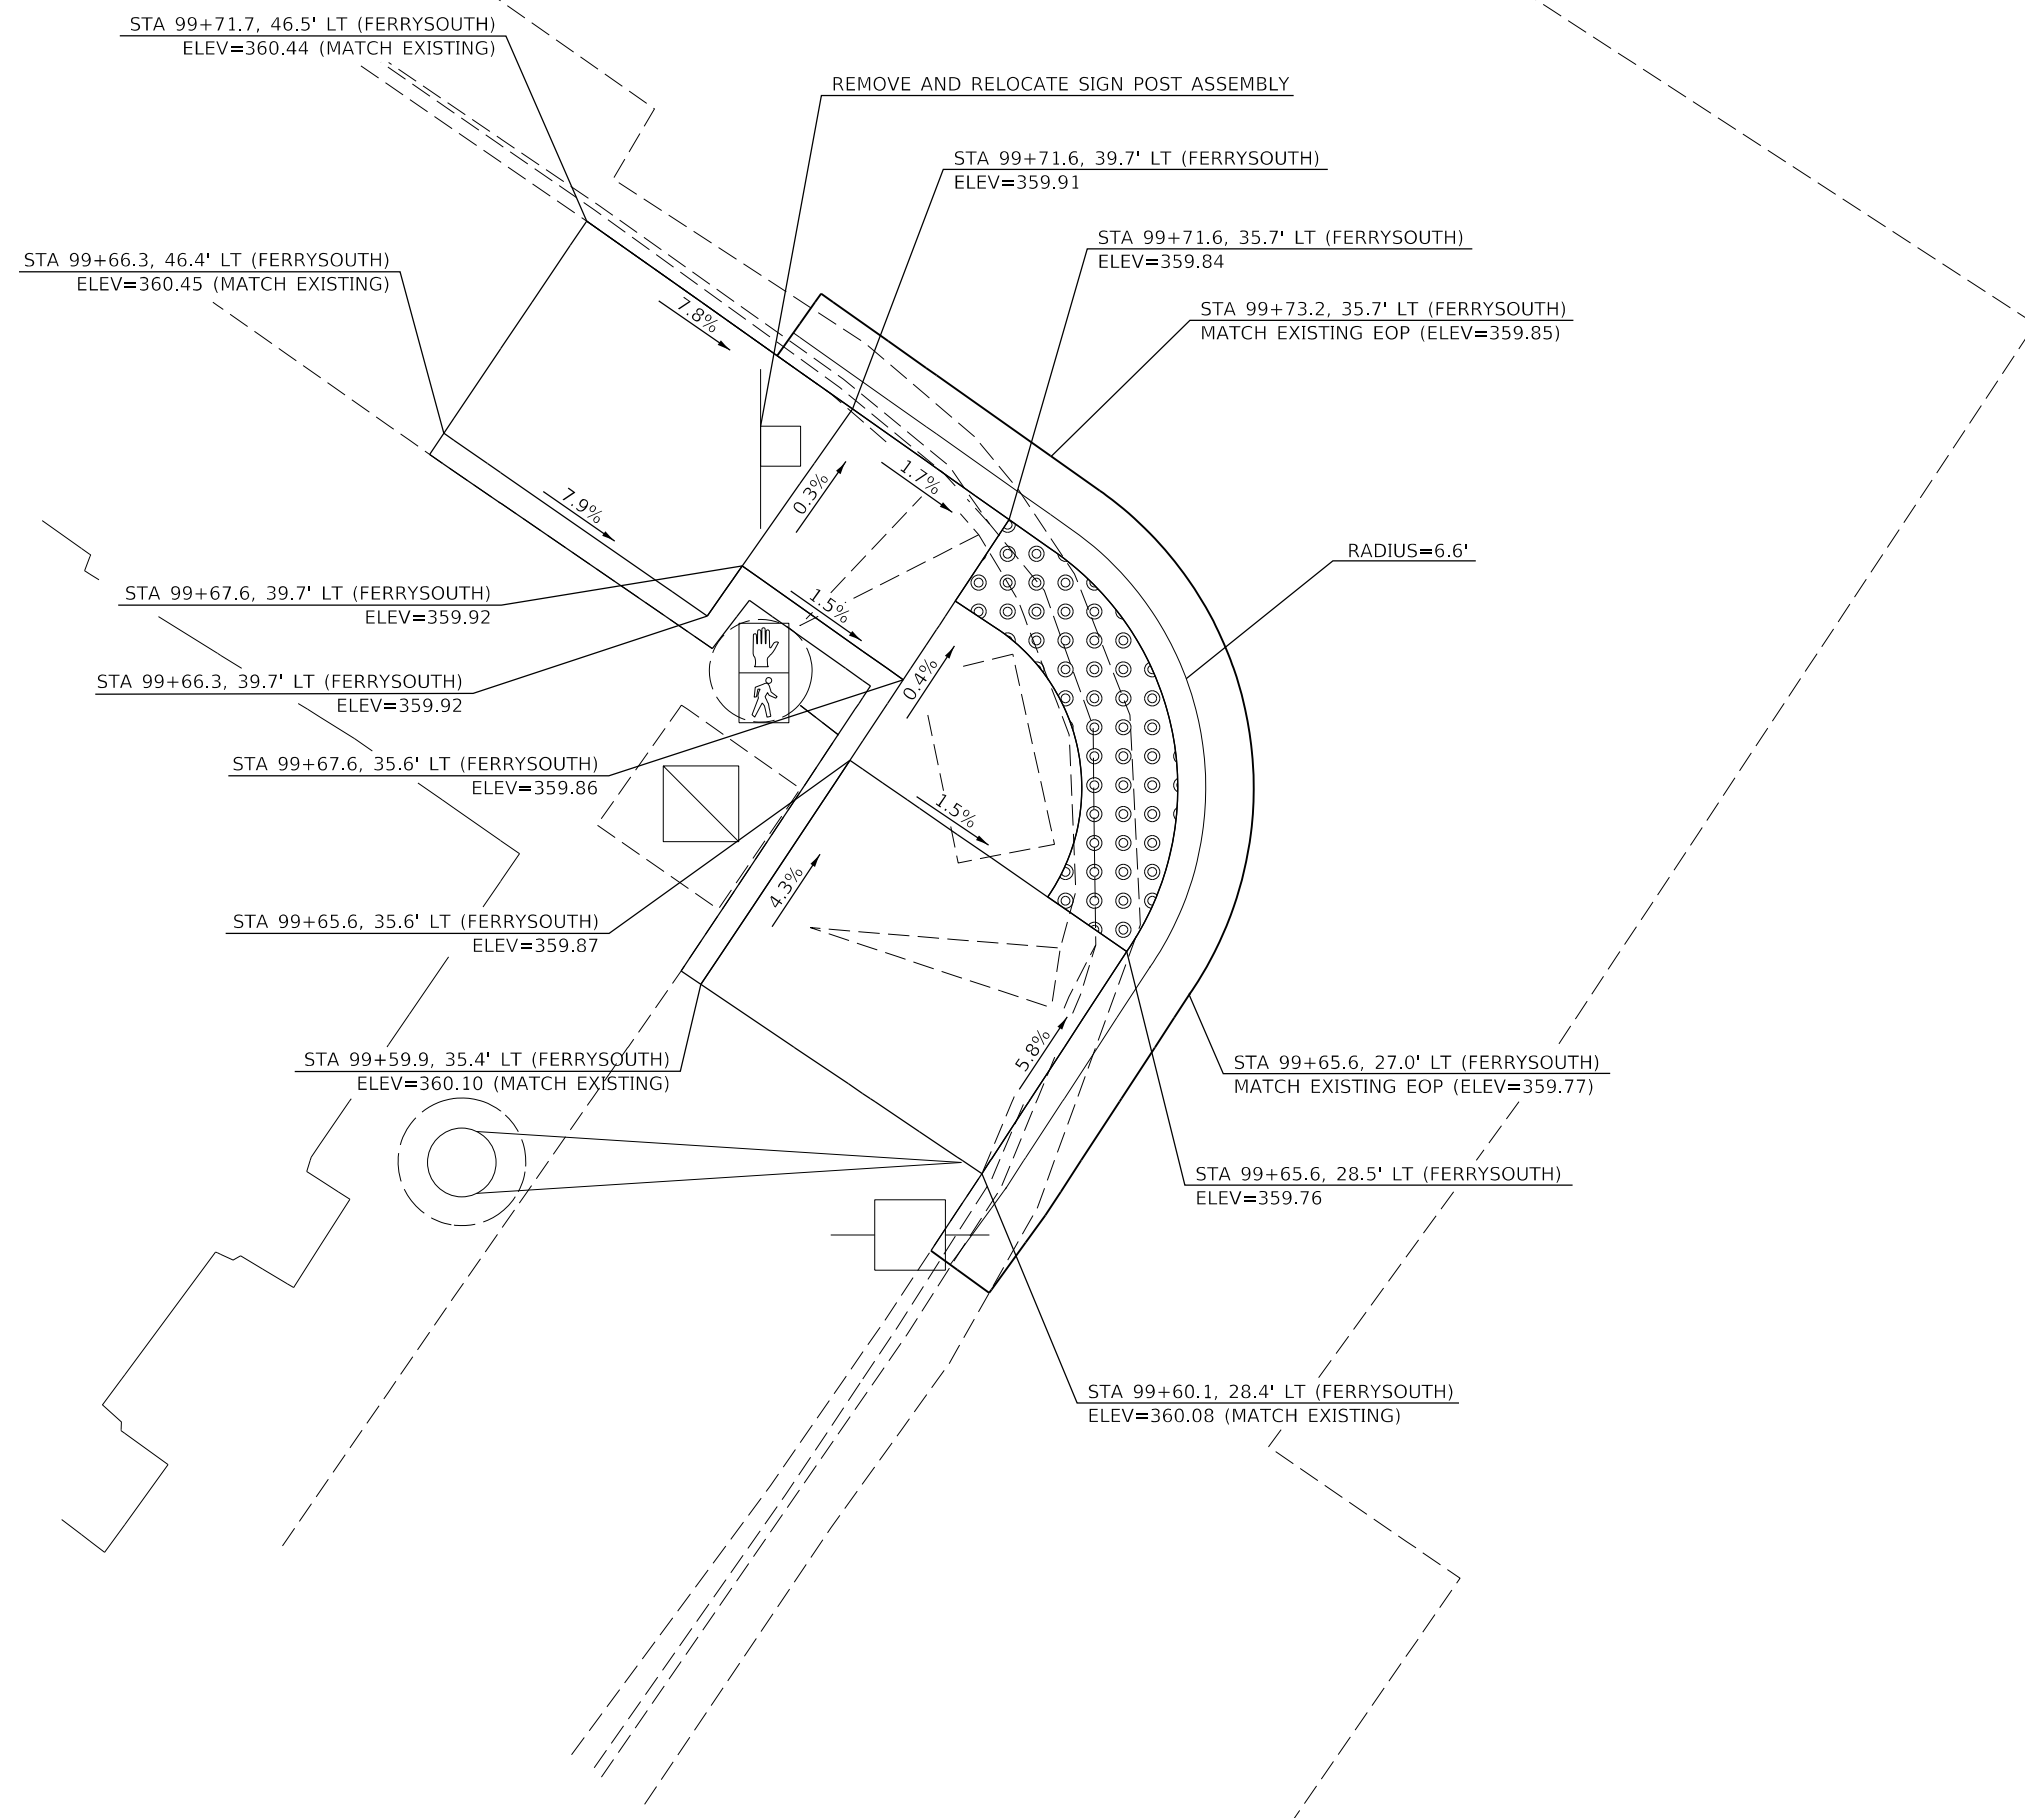 STA 99+71.7, 46.5' LT (FERRYSOUTH)
ELEV=360.44 (MATCH EXISTING)
REMOVE AND RELOCATE SIGN POST ASSEMBLY
STA 99+71.6, 39.7' LT (FERRYSOUTH)
ELEV=359.91
STA 99+71.6, 35.7' LT (FERRYSOUTH)
ELEV=359.84
STA 99+66.3, 46.4' LT (FERRYSOUTH)
ELEV=360.45 (MATCH EXISTING)
STA 99+73.2, 35.7' LT (FERRYSOUTH)
MATCH EXISTING EOP (ELEV=359.85)
7.8%
1.7%
0.3%
7.9%
RADIUS=6.6'
STA 99+67.6, 39.7' LT (FERRYSOUTH)
ELEV=359.92
1.5%
STA 99+66.3, 39.7' LT (FERRYSOUTH)
ELEV=359.92
0.4%
STA 99+67.6, 35.6' LT (FERRYSOUTH)
ELEV=359.86
1.5%
4.3%
STA 99+65.6, 35.6' LT (FERRYSOUTH)
ELEV=359.87
5.8%
STA 99+59.9, 35.4' LT (FERRYSOUTH)
ELEV=360.10 (MATCH EXISTING)
STA 99+65.6, 27.0' LT (FERRYSOUTH)
MATCH EXISTING EOP (ELEV=359.77)
STA 99+65.6, 28.5' LT (FERRYSOUTH)
ELEV=359.76
STA 99+60.1, 28.4' LT (FERRYSOUTH)
ELEV=360.08 (MATCH EXISTING)